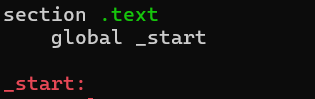 section .text
    global _start

_start: